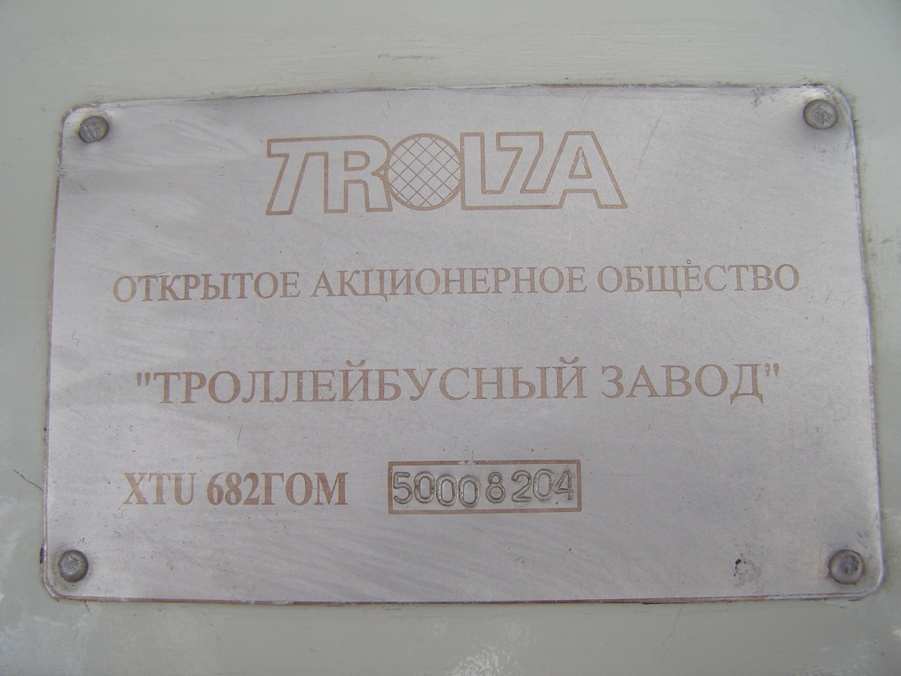 TROLZA
ОТКРЫТОЕ АКЦИОНЕРНОЕ ОБЩЕСТВО
"ТРОЛЛЕЙБУСНЫЙ ЗАВОД"
XTU 682ГОМ 50008204